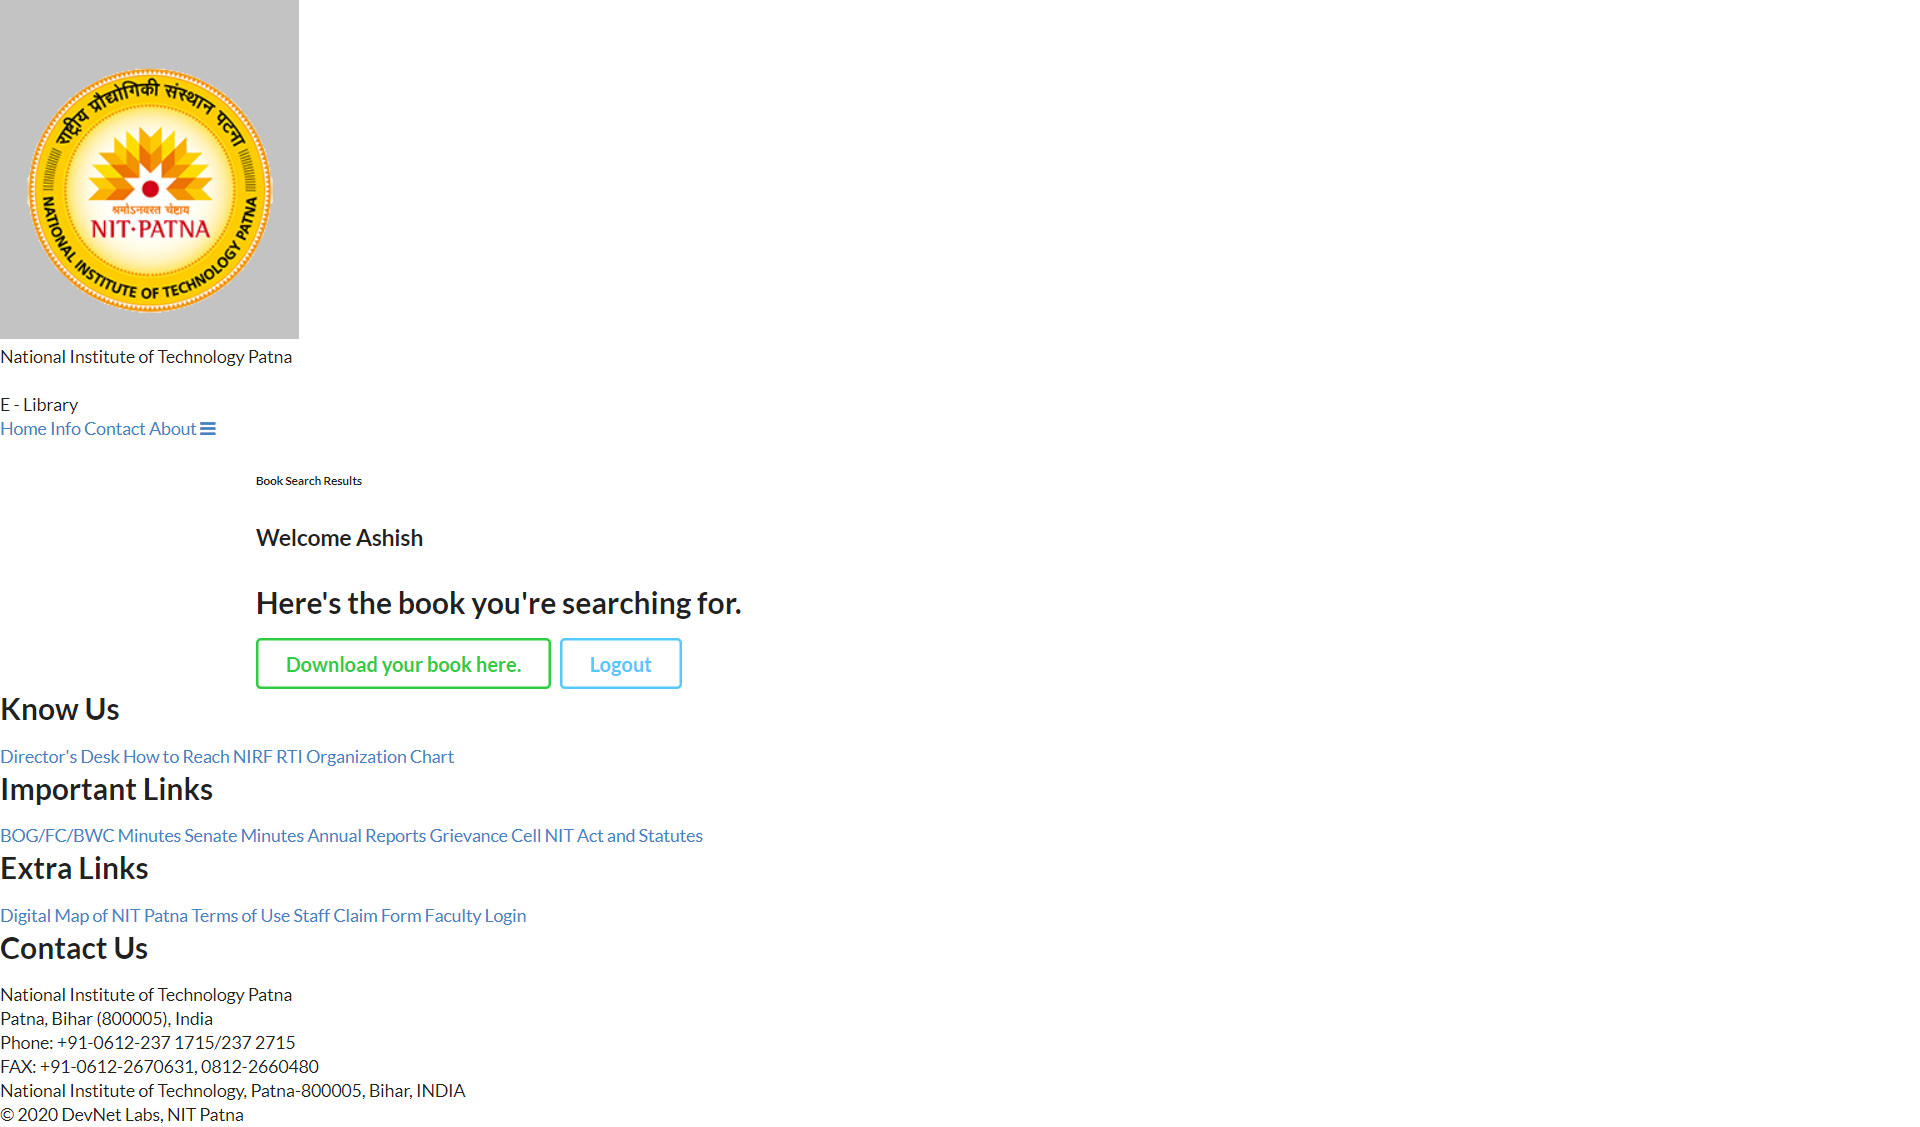 राष्ट्रीय प्रौद्योगिकी संस्थान पटना
श्रमोऽनवरत चेष्टाय
NIT·PATNA
NATIONAL INSTITUTE OF TECHNOLOGY PATNA
National Institute of Technology Patna
E - Library
Home Info Contact About
Book Search Results
Welcome Ashish
Here's the book you're searching for.
Download your book here. Logout
Know Us
Director's Desk How to Reach NIRF RTI Organization Chart
Important Links
BOG/FC/BWC Minutes Senate Minutes Annual Reports Grievance Cell NIT Act and Statutes
Extra Links
Digital Map of NIT Patna Terms of Use Staff Claim Form Faculty Login
Contact Us
National Institute of Technology Patna
Patna, Bihar (800005), India
Phone: +91-0612-237 1715/237 2715
FAX: +91-0612-2670631, 0812-2660480
National Institute of Technology, Patna-800005, Bihar, INDIA
© 2020 DevNet Labs, NIT Patna